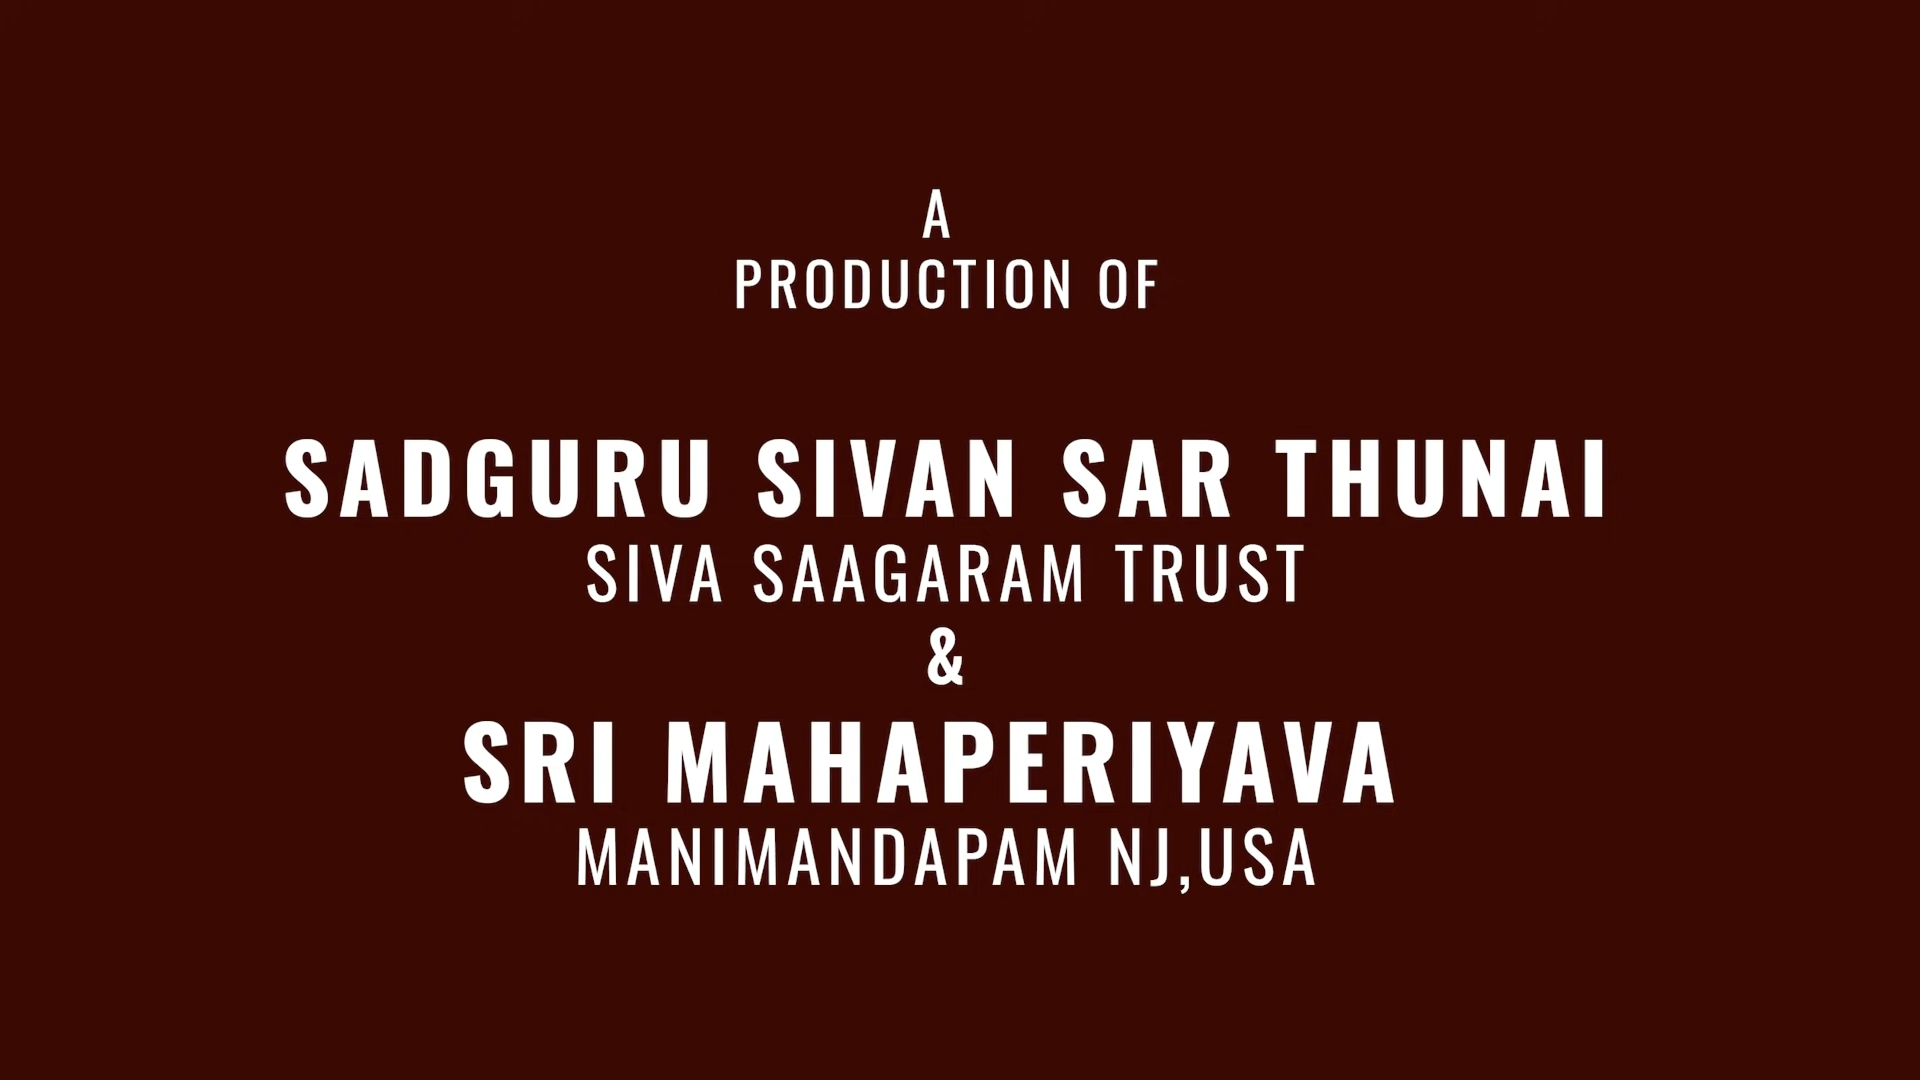 A
PRODUCTION OF
SADGURU SIVAN SAR THUNAI
SIVA SAAGARAM TRUST
&
SRI MAHAPERIYAVA
MANIMANDAPAM NJ,USA